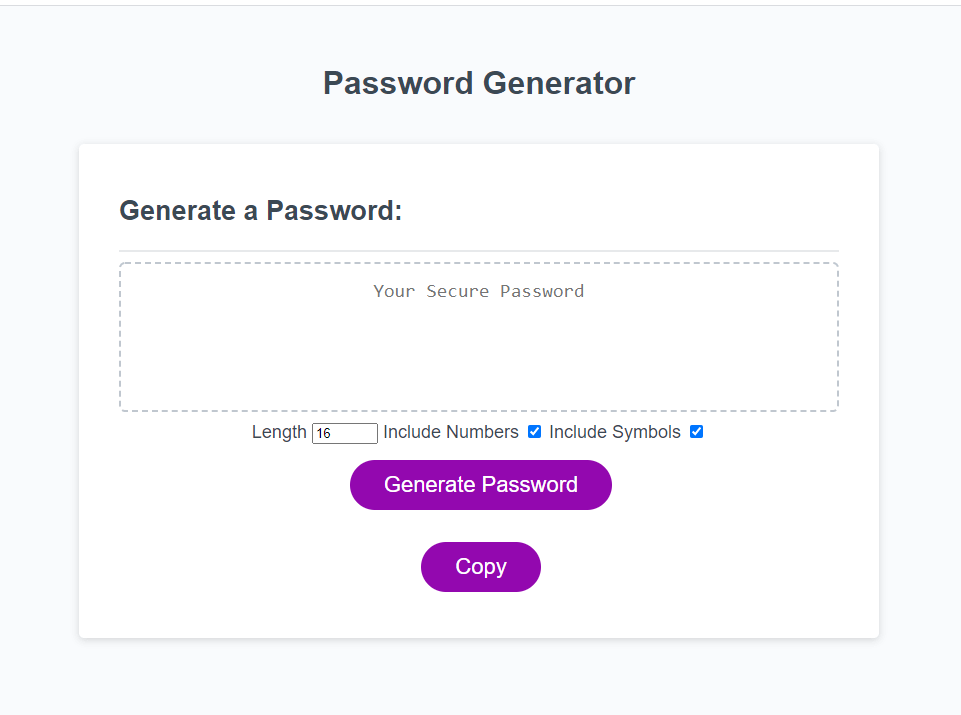 Password Generator
Generate a Password:
Your Secure Password
Length 16 Include Numbers Include Symbols
Generate Password
Copy